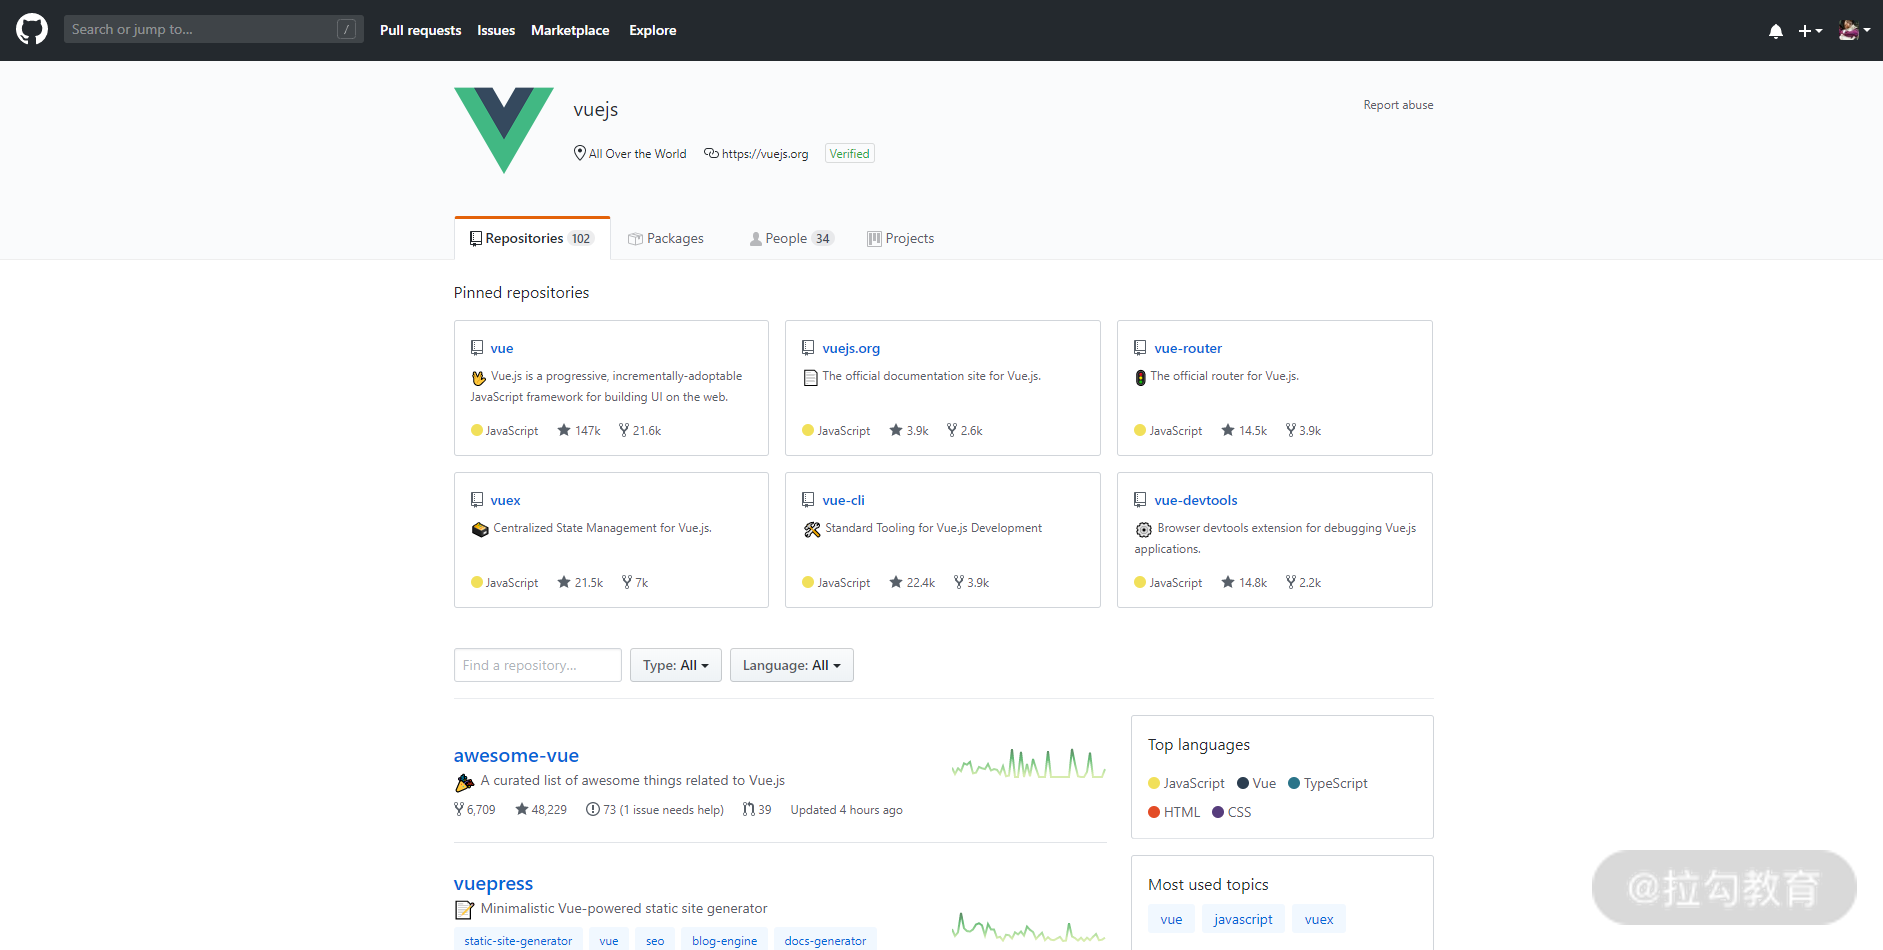 Search or jump to... /
Pull requests Issues Marketplace Explore
vuejs
Report abuse
All Over the World https://vuejs.org Verified
Repositories 102 Packages People 34 Projects
Pinned repositories
vue
Vue.js is a progressive, incrementally-adoptable
JavaScript framework for building UI on the web.
JavaScript 147k 21.6k
vuejs.org
The official documentation site for Vue.js.
JavaScript 3.9k 2.6k
vue-router
The official router for Vue.js.
JavaScript 14.5k 3.9k
vuex
Centralized State Management for Vue.js.
JavaScript 21.5k 7k
vue-cli
Standard Tooling for Vue.js Development
JavaScript 22.4k 3.9k
vue-devtools
Browser devtools extension for debugging Vue.js
applications.
JavaScript 14.8k 2.2k
Find a repository...
Type: All
Language: All
awesome-vue
A curated list of awesome things related to Vue.js
6,709 48,229 73 (1 issue needs help) 39 Updated 4 hours ago
vuepress
Minimalistic Vue-powered static site generator
static-site-generator vue seo blog-engine docs-generator
Top languages
JavaScript Vue TypeScript
HTML CSS
Most used topics
vue javascript vuex
@拉勾教育